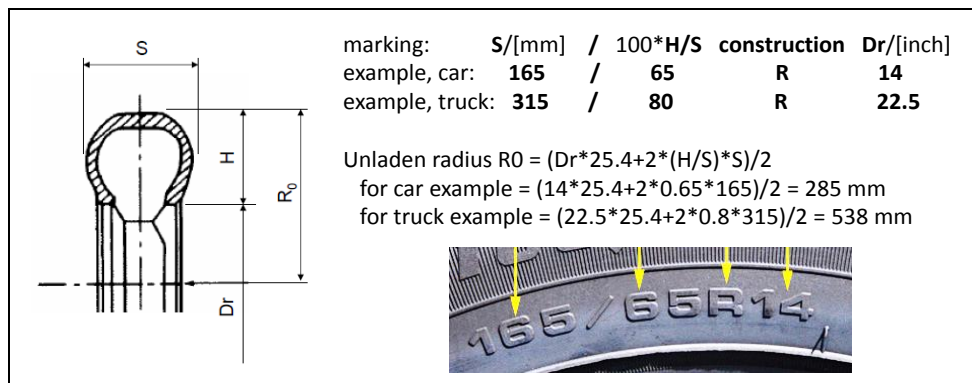 S
H
R0
Dr
marking: S/[mm] / 100*H/S construction Dr/[inch]
example, car: 165 / 65 R 14
example, truck: 315 / 80 R 22.5
Unladen radius R0 = (Dr*25.4+2*(H/S)*S)/2
for car example = (14*25.4+2*0.65*165)/2 = 285 mm
for truck example = (22.5*25.4+2*0.8*315)/2 = 538 mm
165/65R14